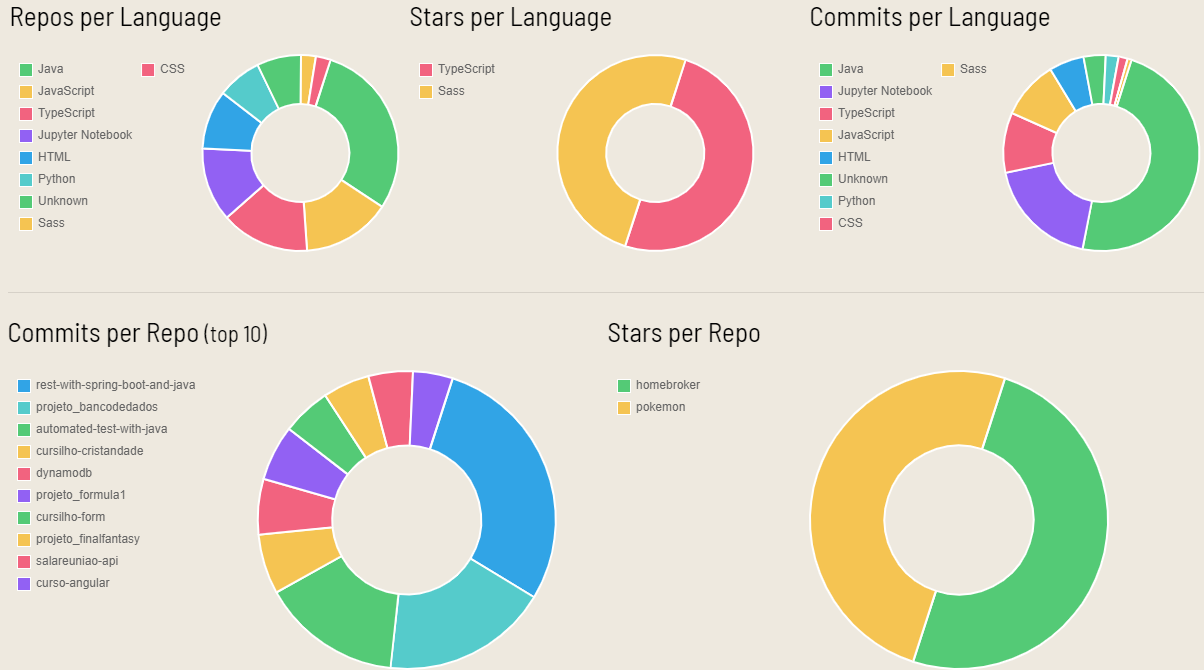 Repos per Language
Java
JavaScript
TypeScript
Jupyter Notebook
HTML
Python
Unknown
Sass
CSS
Stars per Language
TypeScript
Sass
Commits per Language
Java
Jupyter Notebook
TypeScript
JavaScript
HTML
Unknown
Python
CSS
Sass
Commits per Repo (top 10)
rest-with-spring-boot-and-java
projeto_bancodedados
automated-test-with-java
cursilho-cristandade
dynamodb
projeto_formula1
cursilho-form
projeto_finalfantasy
salareuniao-api
curso-angular
Stars per Repo
homebroker
pokemon